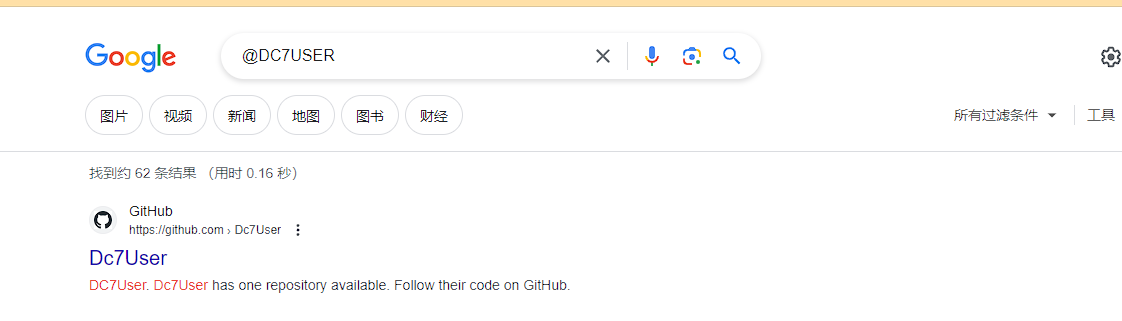 Google @DC7USER
图片 视频 新闻 地图 图书 财经 所有过滤条件 工具
找到约 62 条结果 （用时 0.16 秒）
GitHub
https://github.com › Dc7User
Dc7User
DC7User. Dc7User has one repository available. Follow their code on GitHub.